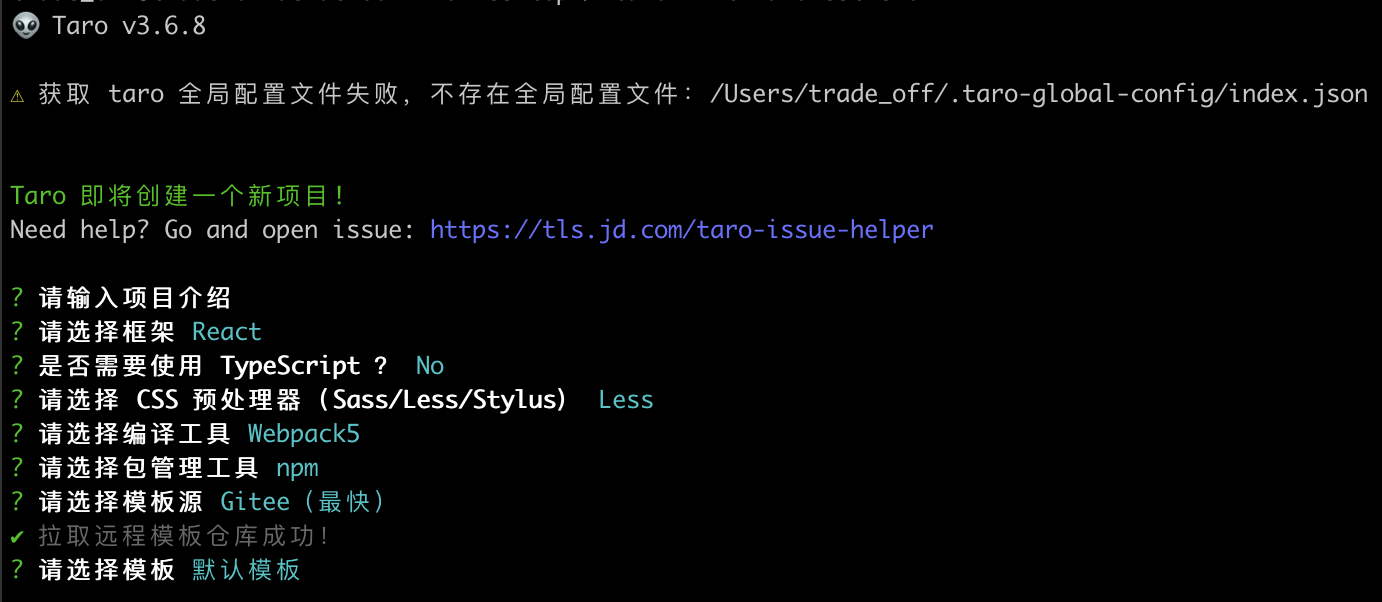 👽 Taro v3.6.8
⚠ 获取 taro 全局配置文件失败，不存在全局配置文件：/Users/trade_off/.taro-global-config/index.json
Taro 即将创建一个新项目!
Need help? Go and open issue: https://tls.jd.com/taro-issue-helper
? 请输入项目介绍
? 请选择框架 React
? 是否需要使用 TypeScript ？ No
? 请选择 CSS 预处理器（Sass/Less/Stylus） Less
? 请选择编译工具 Webpack5
? 请选择包管理工具 npm
? 请选择模板源 Gitee（最快）
✔ 拉取远程模板仓库成功！
? 请选择模板 默认模板